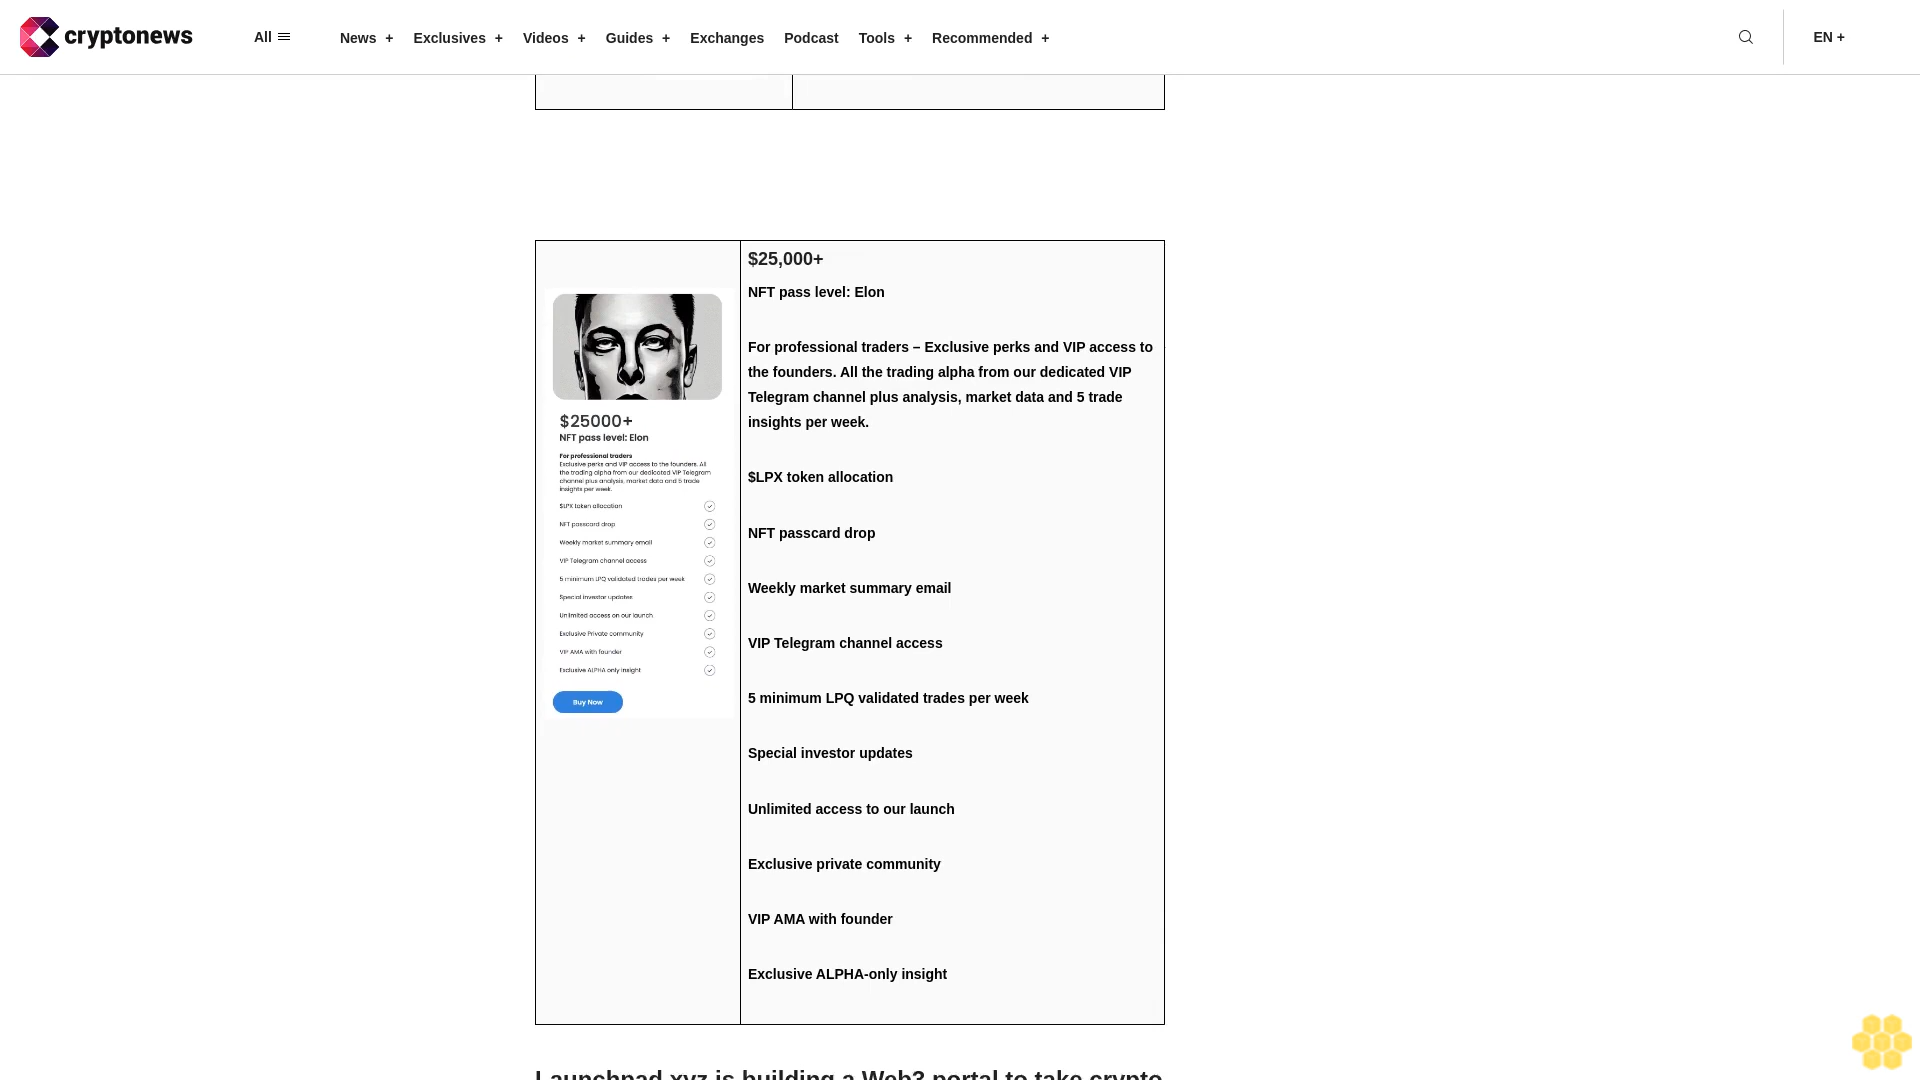 cryptonews
All
News +
Exclusives +
Videos +
Guides +
Exchanges
Podcast
Tools +
Recommended +
EN +
$25000+
NFT pass level: Elon
For professional traders
Exclusive perks and VIP access to the founders. All
the trading alpha from our dedicated VIP Telegram
channel plus analysis, market data and 5 trade
insights per week.
$LPX token allocation
NFT passcard drop
Weekly market summary email
VIP Telegram channel access
5 minimum LPQ validated trades per week
Special investor updates
Unlimited access on our launch
Exclusive Private community
VIP AMA with founder
Exclusive ALPHA only insight
Buy Now
$25,000+
NFT pass level: Elon
For professional traders – Exclusive perks and VIP access to
the founders. All the trading alpha from our dedicated VIP
Telegram channel plus analysis, market data and 5 trade
insights per week.
$LPX token allocation
NFT passcard drop
Weekly market summary email
VIP Telegram channel access
5 minimum LPQ validated trades per week
Special investor updates
Unlimited access to our launch
Exclusive private community
VIP AMA with founder
Exclusive ALPHA-only insight
Launchpad.xyz is building a Web3 portal to take crypto